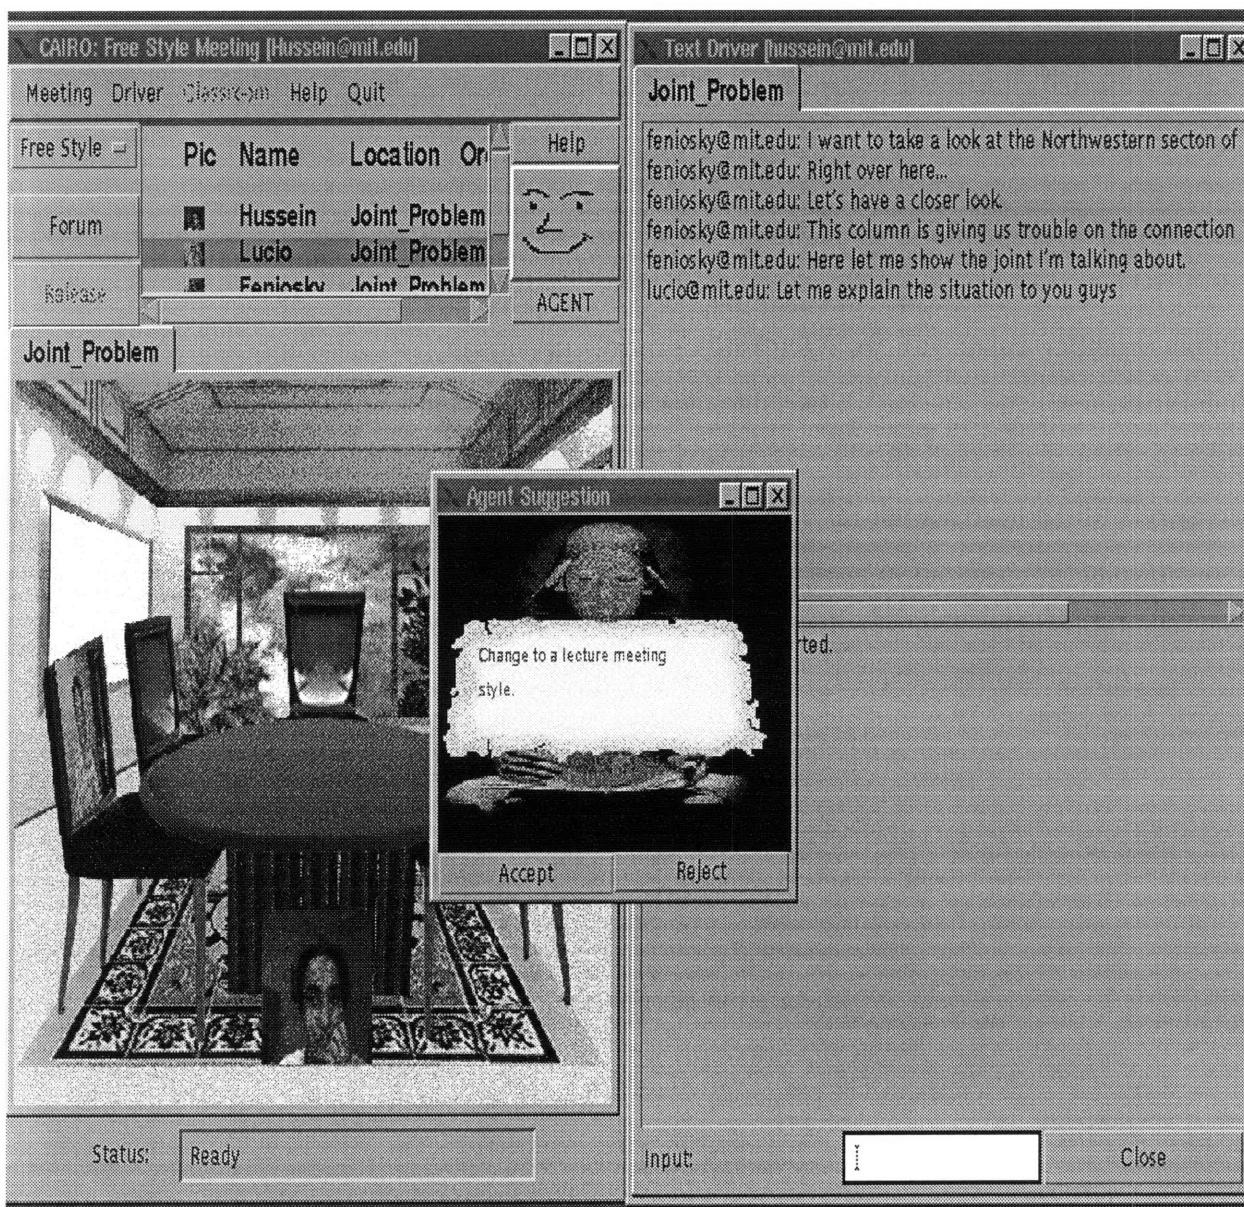 CAIRO: Free Style Meeting [Hussein@mit.edu]
Meeting Driver Classroom Help Quit
Free Style
Pic Name Location Or
Hussein Joint_Problem
Lucio Joint_Problem
Feniosky Joint_Problem
Forum
Release
Help
AGENT
Joint_Problem
Status: Ready
Text Driver [hussein@mit.edu]
Joint_Problem
feniosky@mit.edu: I want to take a look at the Northwestern secton of
feniosky@mit.edu: Right over here...
feniosky@mit.edu: Let's have a closer look.
feniosky@mit.edu: This column is giving us trouble on the connection
feniosky@mit.edu: Here let me show the joint I'm talking about.
lucio@mit.edu: Let me explain the situation to you guys
rted.
Input:
Close
Agent Suggestion
Change to a lecture meeting
style.
Accept Reject